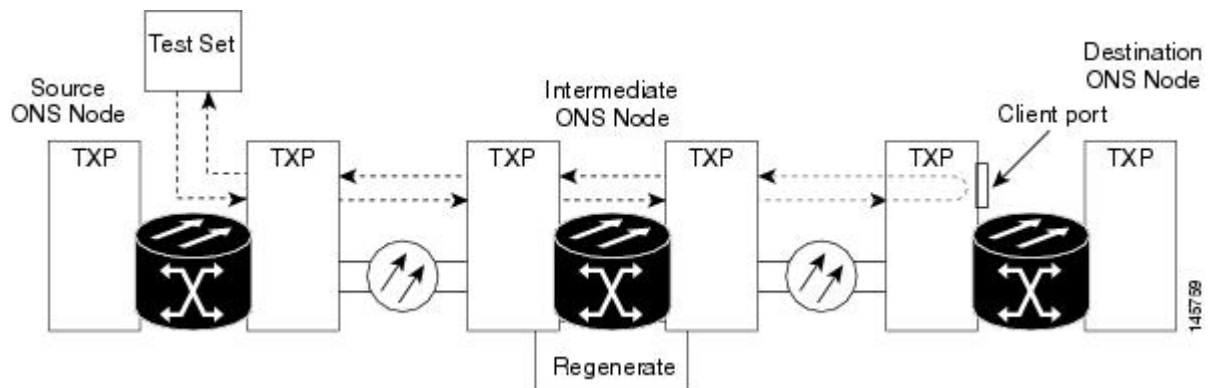 Test Set
Source
ONS Node
Intermediate
ONS Node
Destination
ONS Node
Client port
TXP
TXP
TXP
TXP
TXP
TXP
Regenerate
145759